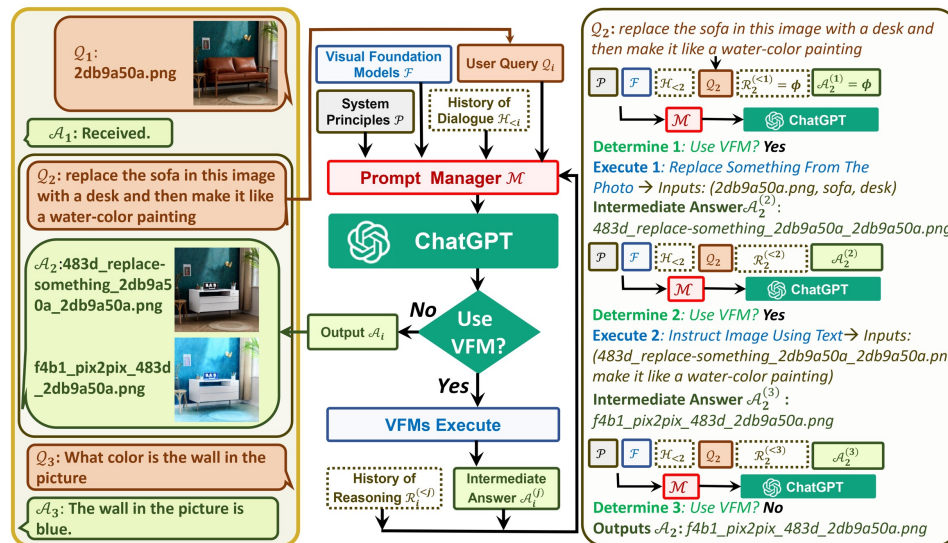 Q₁:
2db9a50a.png
A₁: Received.
Q₂: replace the sofa in this image
with a desk and then make it like
a water-color painting
A₂:483d_replace-
something_2db9a5
0a_2db9a50a.png
f4b1_pix2pix_483d
_2db9a50a.png
Q₃: What color is the wall in the
picture
A₃: The wall in the picture is
blue.
Visual Foundation
Models F
User Query Qᵢ
System
Principles P
History of
Dialogue H<i
Prompt Manager M
ChatGPT
No
Use
VFM?
Output Aᵢ
Yes
VFMs Execute
History of
Reasoning Rᵢ^(<j)
Intermediate
Answer Aᵢ^(j)
Q₂: replace the sofa in this image with a desk and
then make it like a water-color painting
P F H<2 Q₂ R₂^(<1) = ϕ A₂^(1) = ϕ
M ChatGPT
Determine 1: Use VFM? Yes
Execute 1: Replace Something From The
Photo → Inputs: (2db9a50a.png, sofa, desk)
Intermediate Answer A₂^(2):
483d_replace-something_2db9a50a_2db9a50a.png
P F H<2 Q₂ R₂^(<2) A₂^(2)
M ChatGPT
Determine 2: Use VFM? Yes
Execute 2: Instruct Image Using Text→ Inputs:
(483d_replace-something_2db9a50a_2db9a50a.pn
make it like a water-color painting)
Intermediate Answer A₂^(3) :
f4b1_pix2pix_483d_2db9a50a.png
P F H<2 Q₂ R₂^(<3) A₂^(3)
M ChatGPT
Determine 3: Use VFM? No
Outputs A₂: f4b1_pix2pix_483d_2db9a50a.png